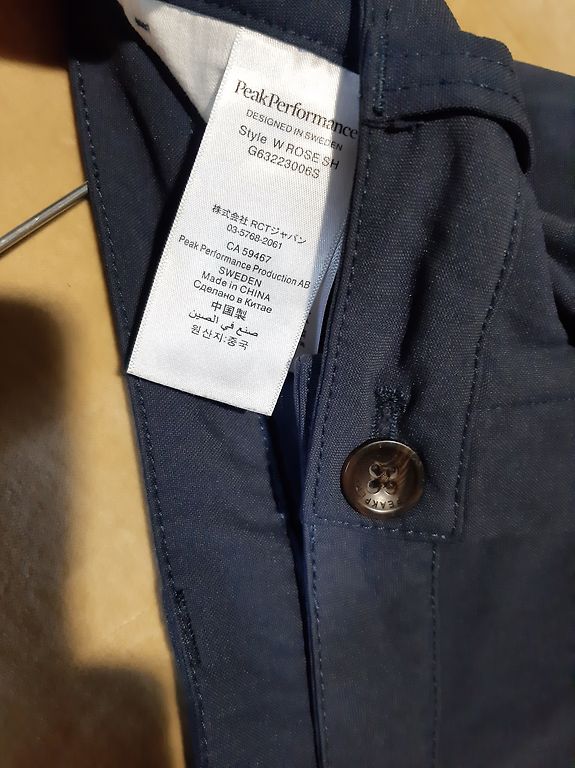 PeakPerformance
DESIGNED IN SWEDEN
Style W ROSE SH
G63223006S
株式会社 RCTジャパン
03-5768-2061
CA 59467
Peak Performance Production AB
SWEDEN
Made in CHINA
Сделано в Китае
中国製
صنع في الصين
원산지:중국
PEAKP